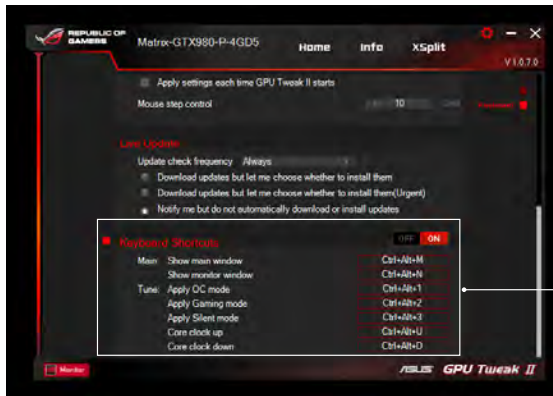 REPUBLIC OF
GAMERS
Matrix-GTX980-P-4GD5
Home Info XSplit
V1.0.7.0
Apply settings each time GPU Tweak II starts
Mouse step control 10
Live Update
Update check frequency Always
Download updates but let me choose whether to install them
Download updates but let me choose whether to install them(Urgent)
Notify me but do not automatically download or install updates
Keyboard Shortcuts OFF ON
Main: Show main window Ctrl+Alt+M
Show monitor window Ctrl+Alt+N
Tune: Apply OC mode Ctrl+Alt+1
Apply Gaming mode Ctrl+Alt+2
Apply Silent mode Ctrl+Alt+3
Core clock up Ctrl+Alt+U
Core clock down Ctrl+Alt+D
Monitor
ASUS GPU Tweak II